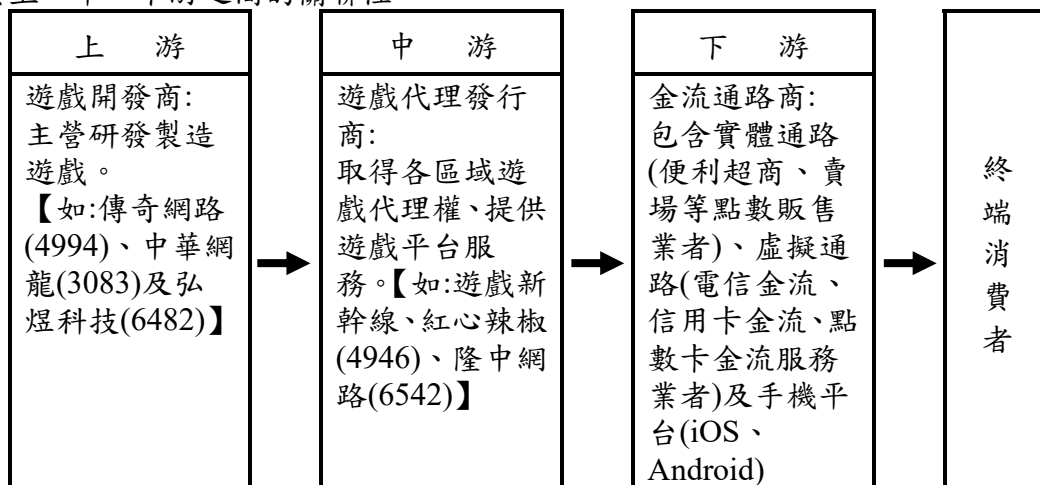 上　游
遊戲開發商:
主營研發製造
遊戲。
【如:傳奇網路
(4994)、中華網
龍(3083)及弘
煜科技(6482)】
中　游
遊戲代理發行
商:
取得各區域遊
戲代理權、提供
遊戲平台服
務。【如:遊戲新
幹線、紅心辣椒
(4946)、隆中網
路(6542)】
下　游
金流通路商:
包含實體通路
(便利超商、賣
場等點數販售
業者)、虛擬通
路(電信金流、
信用卡金流、點
數卡金流服務
業者)及手機平
台(iOS、
Android)
終
端
消
費
者